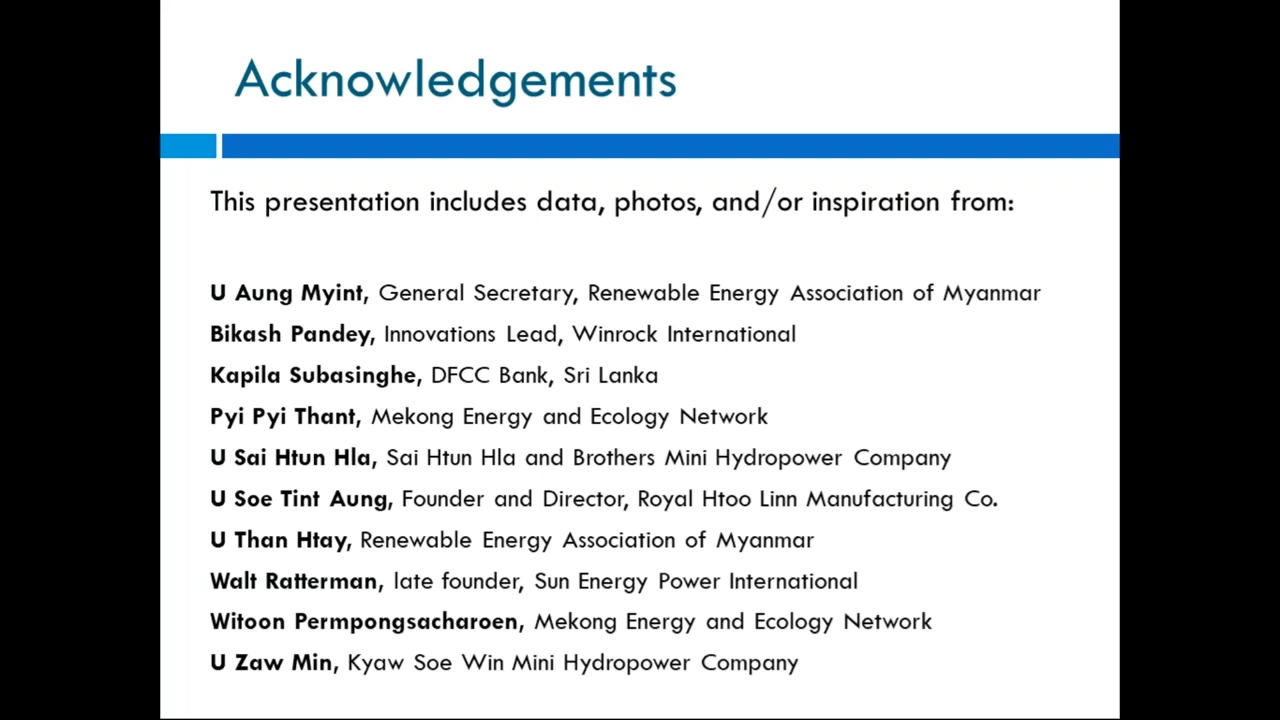 Acknowledgements
This presentation includes data, photos, and/or inspiration from:
U Aung Myint, General Secretary, Renewable Energy Association of Myanmar
Bikash Pandey, Innovations Lead, Winrock International
Kapila Subasinghe, DFCC Bank, Sri Lanka
Pyi Pyi Thant, Mekong Energy and Ecology Network
U Sai Htun Hla, Sai Htun Hla and Brothers Mini Hydropower Company
U Soe Tint Aung, Founder and Director, Royal Htoo Linn Manufacturing Co.
U Than Htay, Renewable Energy Association of Myanmar
Walt Ratterman, late founder, Sun Energy Power International
Witoon Permpongsacharoen, Mekong Energy and Ecology Network
U Zaw Min, Kyaw Soe Win Mini Hydropower Company